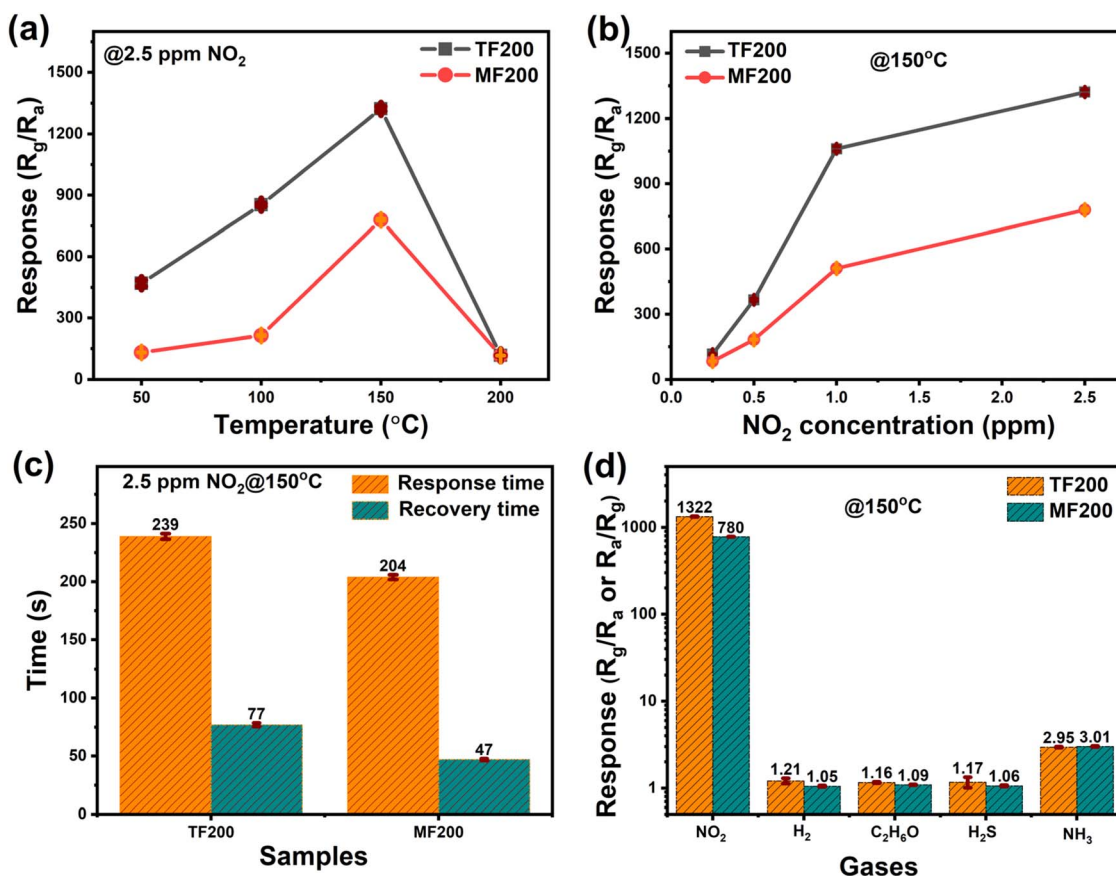 (a)
@2.5 ppm NO₂
TF200
MF200
1500
1200
900
600
300
0
50
100
150
200
Response (Rg/Ra)
Temperature (°C)
(b)
@150°C
TF200
MF200
1500
1200
900
600
300
0
0.0
0.5
1.0
1.5
2.0
2.5
Response (Rg/Ra)
NO₂ concentration (ppm)
(c)
2.5 ppm NO₂@150°C
Response time
Recovery time
250
200
150
100
50
0
239
77
204
47
TF200
MF200
Time (s)
Samples
(d)
@150°C
TF200
MF200
1000
100
10
1
1322
780
1.21
1.05
1.16
1.09
1.17
1.06
2.95
3.01
NO₂
H₂
C₂H₆O
H₂S
NH₃
Response (Rg/Ra or Ra/Rg)
Gases